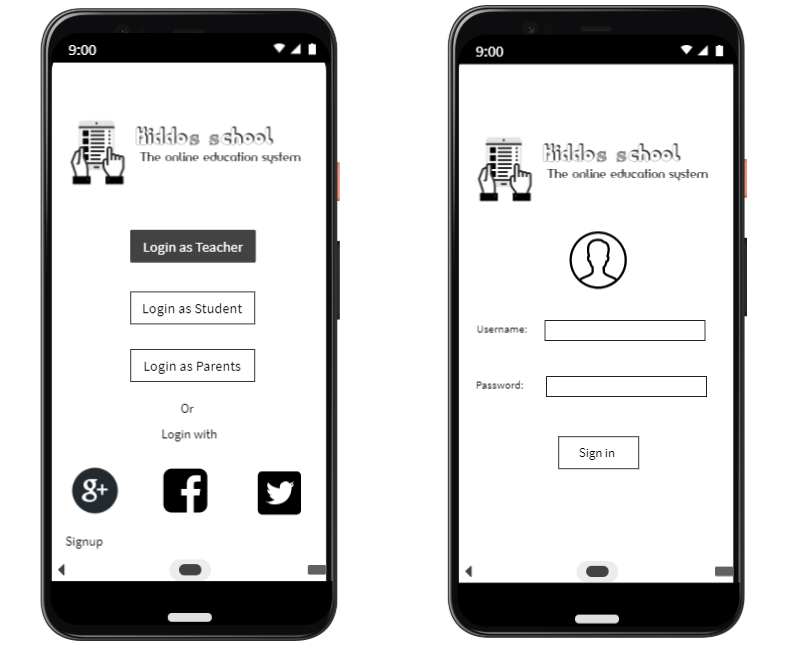 9:00
Kiddos school
The online education system
Login as Teacher
Login as Student
Login as Parents
Or
Login with
g+
f
Signup
9:00
Kiddos school
The online education system
Username:
Password:
Sign in